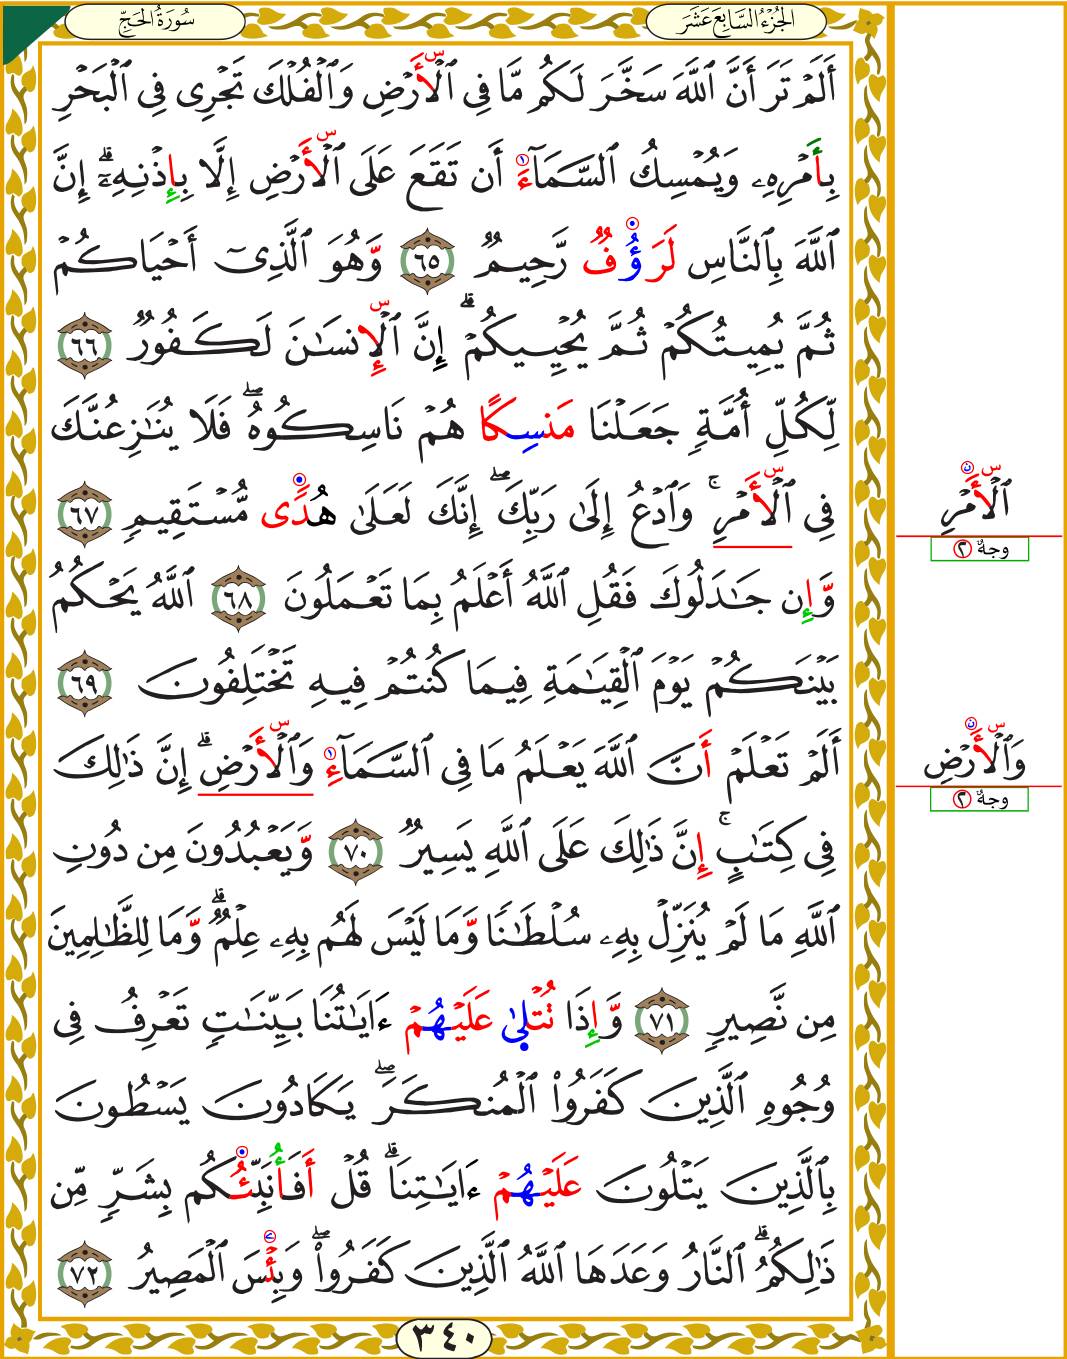 الجُزْءُ السَّابِعَ عَشَرَ
سُورَةُ الحَجِّ
أَلَمْ تَرَ أَنَّ ٱللَّهَ سَخَّرَ لَكُم مَّا فِى ٱلْأَرْضِ وَٱلْفُلْكَ تَجْرِى فِى ٱلْبَحْرِ
بِأَمْرِهِۦ وَيُمْسِكُ ٱلسَّمَآءَ أَن تَقَعَ عَلَى ٱلْأَرْضِ إِلَّا بِإِذْنِهِۦٓ ۗ إِنَّ
ٱللَّهَ بِٱلنَّاسِ لَرَؤُفٌ رَّحِيمٌ ٦٥ وَّهُوَ ٱلَّذِىٓ أَحْيَاكُمْ
ثُمَّ يُمِيتُكُمْ ثُمَّ يُحْيِيكُمْ ۗ إِنَّ ٱلْإِنسَٰنَ لَكَفُورٌ ٦٦
لِّكُلِّ أُمَّةٍ جَعَلْنَا مَنسِكًا هُمْ نَاسِكُوهُ ۖ فَلَا يُنَٰزِعُنَّكَ
فِى ٱلْأَمْرِ ۚ وَٱدْعُ إِلَىٰ رَبِّكَ ۖ إِنَّكَ لَعَلَىٰ هُدًى مُّسْتَقِيمٍ ٦٧
ٱلْأَمْرِ
وجهٌ ٢
وَّإِن جَٰدَلُوكَ فَقُلِ ٱللَّهُ أَعْلَمُ بِمَا تَعْمَلُونَ ٦٨ ٱللَّهُ يَحْكُمُ
بَيْنَكُمْ يَوْمَ ٱلْقِيَٰمَةِ فِيمَا كُنتُمْ فِيهِ تَخْتَلِفُونَ ٦٩
أَلَمْ تَعْلَمْ أَنَّ ٱللَّهَ يَعْلَمُ مَا فِى ٱلسَّمَآءِ وَٱلْأَرْضِ ۗ إِنَّ ذَٰلِكَ
وَٱلْأَرْضِ
وجهٌ ٢
فِى كِتَٰبٍ ۚ إِنَّ ذَٰلِكَ عَلَى ٱللَّهِ يَسِيرٌ ٧٠ وَّيَعْبُدُونَ مِن دُونِ
ٱللَّهِ مَا لَمْ يُنَزِّلْ بِهِۦ سُلْطَٰنًا وَّمَا لَيْسَ لَهُم بِهِۦ عِلْمٌ ۗ وَّمَا لِلظَّٰلِمِينَ
مِن نَّصِيرٍ ٧١ وَّإِذَا تُتْلَىٰ عَلَيْهُمْ ءَايَٰتُنَا بَيِّنَٰتٍ تَعْرِفُ فِى
وُجُوهِ ٱلَّذِينَ كَفَرُوا۟ ٱلْمُنكَرَ ۖ يَكَادُونَ يَسْطُونَ
بِٱلَّذِينَ يَتْلُونَ عَلَيْهُمْ ءَايَٰتِنَا ۗ قُلْ أَفَأُنَبِّئُكُم بِشَرٍّ مِّن
ذَٰلِكُمُ ۗ ٱلنَّارُ وَعَدَهَا ٱللَّهُ ٱلَّذِينَ كَفَرُوا۟ ۖ وَبِئْسَ ٱلْمَصِيرُ ٧٢
٣٤٠